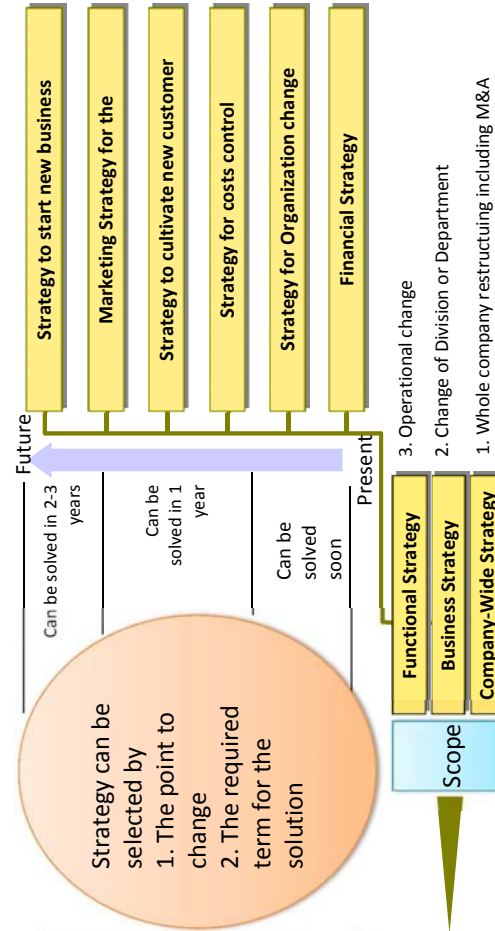 Strategy can be
selected by
1. The point to
change
2. The required
term for the
solution
Can be solved in 2-3
years
Can be
solved in 1
year
Can be
solved
soon
Future
Present
Strategy to start new business
Marketing Strategy for the
Strategy to cultivate new customer
Strategy for costs control
Strategy for Organization change
Financial Strategy
Scope
Functional Strategy
Business Strategy
Company-Wide Strategy
3. Operational change
2. Change of Division or Department
1. Whole company restructuing including M&A